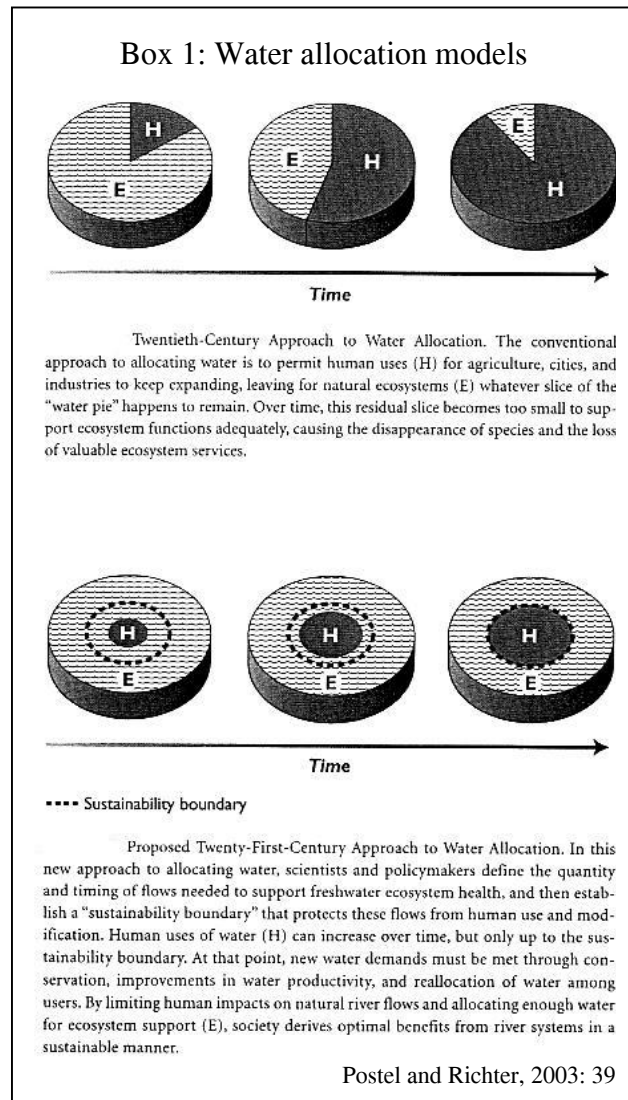 Box 1: Water allocation models
H
E
E
H
E
H
Time
Twentieth-Century Approach to Water Allocation. The conventional
approach to allocating water is to permit human uses (H) for agriculture, cities, and
industries to keep expanding, leaving for natural ecosystems (E) whatever slice of the
“water pie” happens to remain. Over time, this residual slice becomes too small to sup-
port ecosystem functions adequately, causing the disappearance of species and the loss
of valuable ecosystem services.
H
E
H
E
H
E
Time
Sustainability boundary
Proposed Twenty-First-Century Approach to Water Allocation. In this
new approach to allocating water, scientists and policymakers define the quantity
and timing of flows needed to support freshwater ecosystem health, and then estab-
lish a “sustainability boundary” that protects these flows from human use and mod-
ification. Human uses of water (H) can increase over time, but only up to the sus-
tainability boundary. At that point, new water demands must be met through con-
servation, improvements in water productivity, and reallocation of water among
users. By limiting human impacts on natural river flows and allocating enough water
for ecosystem support (E), society derives optimal benefits from river systems in a
sustainable manner.
Postel and Richter, 2003: 39